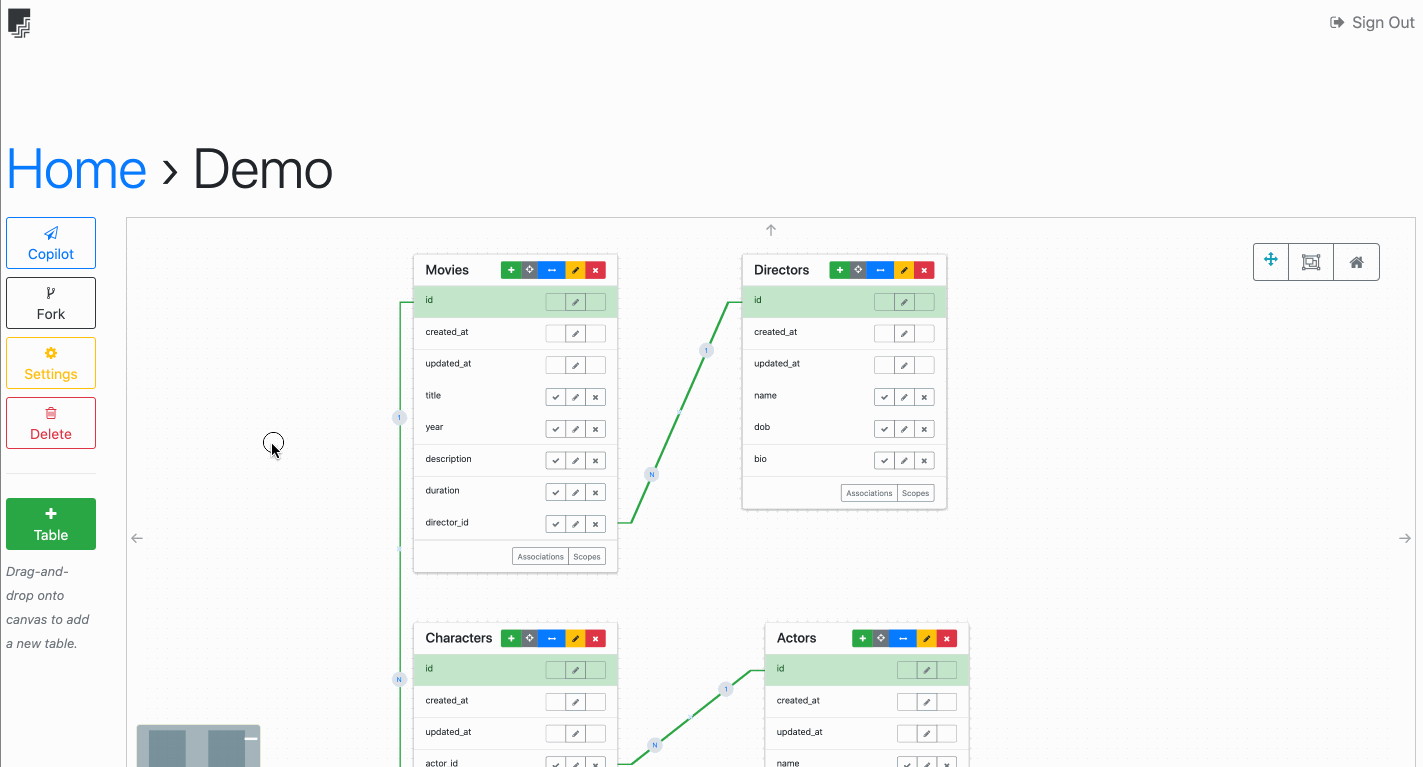 Sign Out
Home › Demo
Copilot
Fork
Settings
Delete
Table
Drag-and-
drop onto
canvas to add
a new table.
Movies
id
created_at
updated_at
title
year
description
duration
director_id
Associations Scopes
1
N
1
N
Directors
id
created_at
updated_at
name
dob
bio
Associations Scopes
Characters
id
created_at
updated_at
actor_id
1
N
Actors
id
created_at
updated_at
name